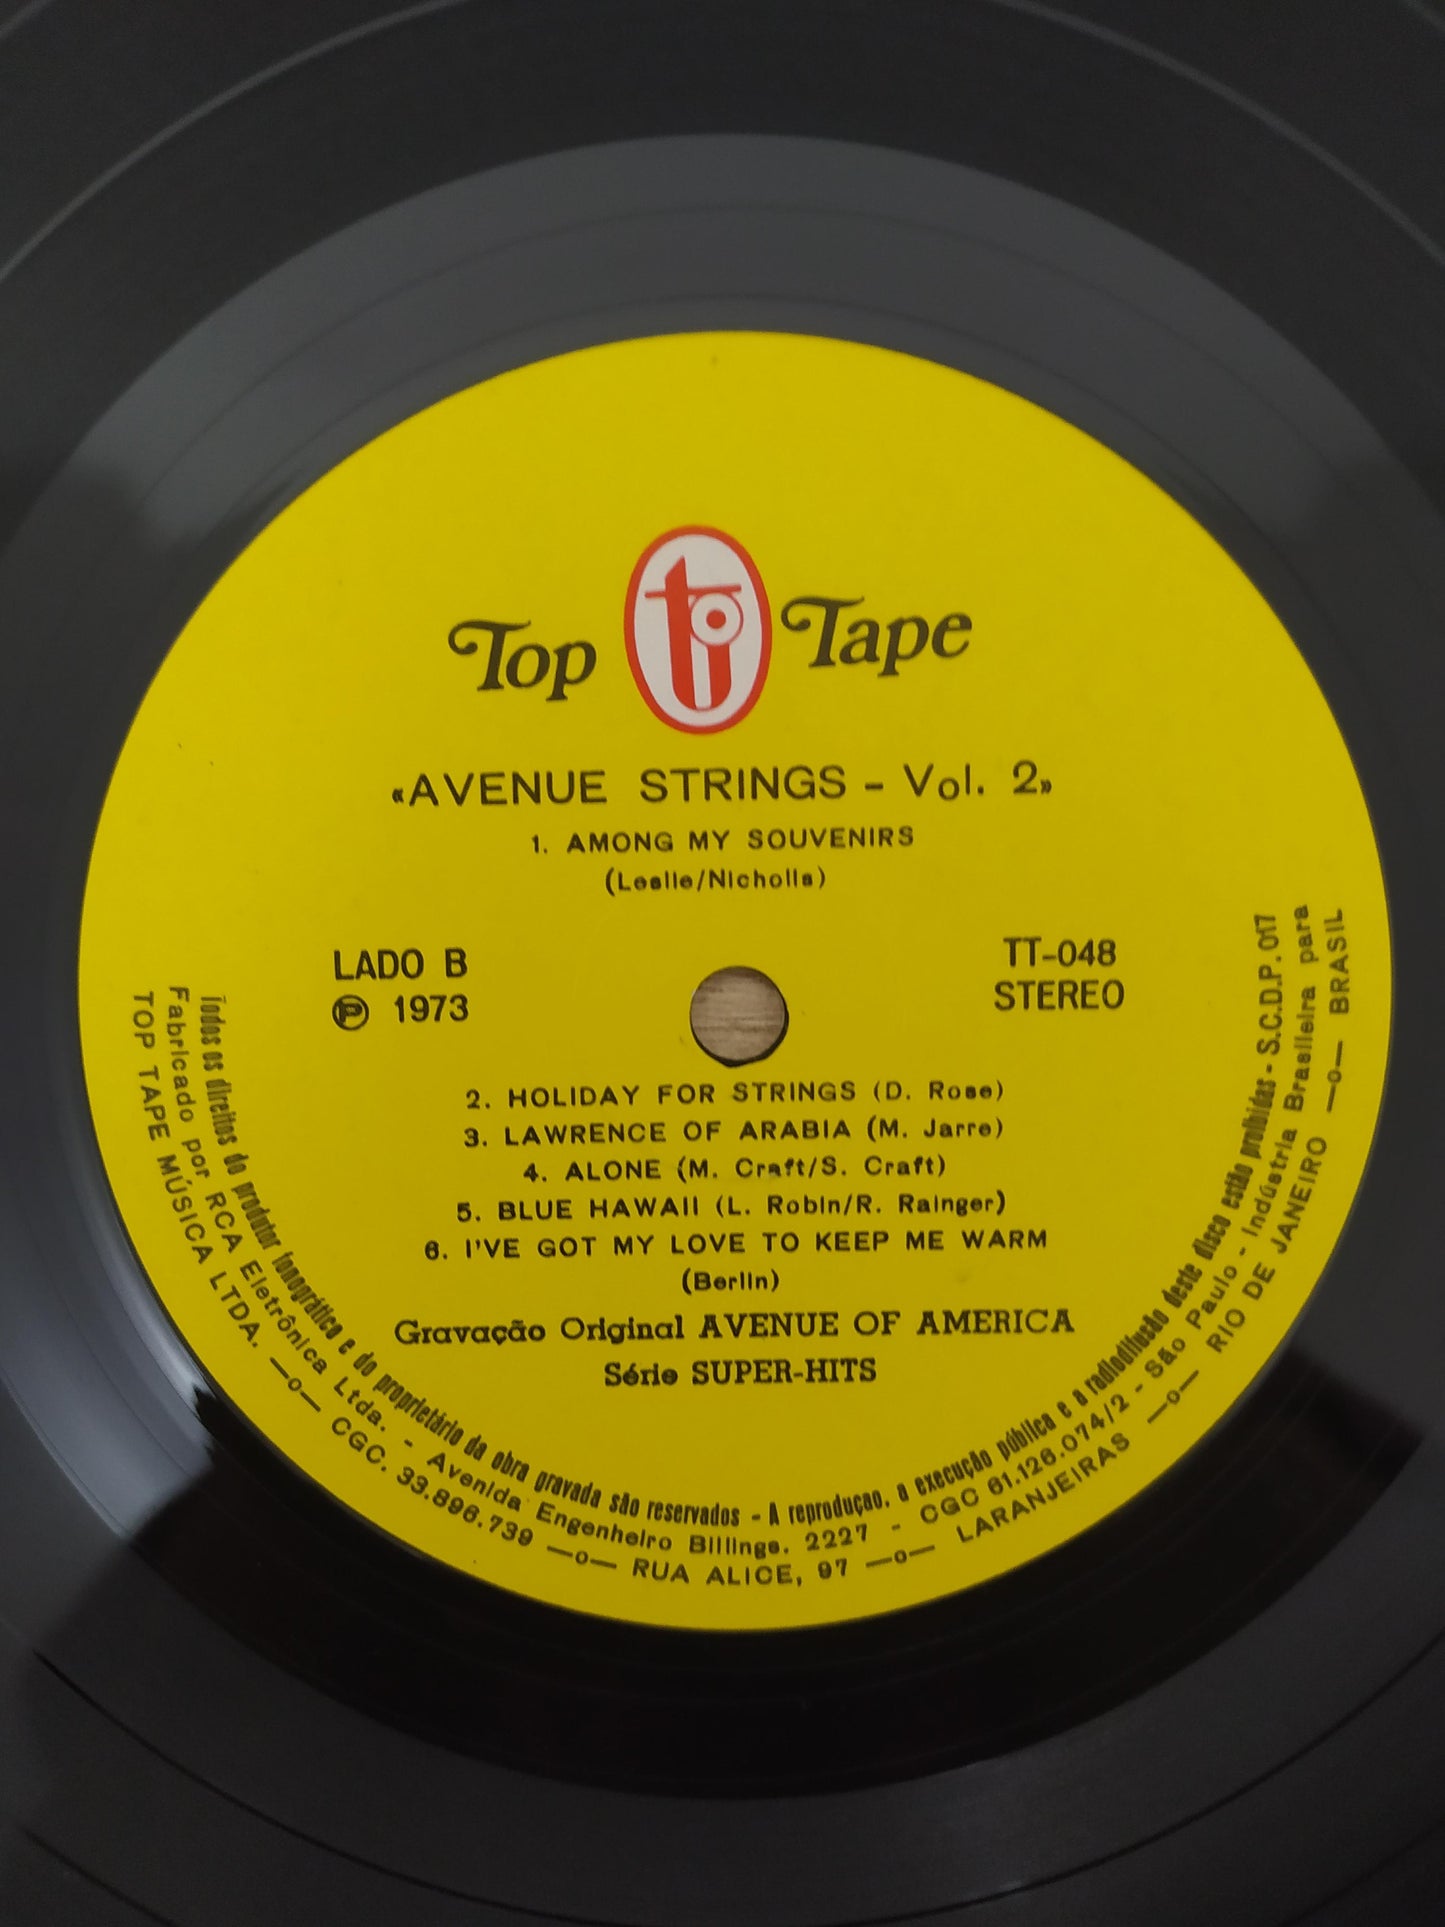 Top Tape
«AVENUE STRINGS - Vol. 2»
1. AMONG MY SOUVENIRS
(Leslie/Nicholls)
LADO B
Ⓟ 1973
TT-048
STEREO
2. HOLIDAY FOR STRINGS (D. Rose)
3. LAWRENCE OF ARABIA (M. Jarre)
4. ALONE (M. Craft/S. Craft)
5. BLUE HAWAII (L. Robin/R. Rainger)
6. I'VE GOT MY LOVE TO KEEP ME WARM
(Berlin)
Gravação Original AVENUE OF AMERICA
Série SUPER-HITS
Todos os direitos do produtor fonográfico e do proprietário da obra gravada são reservados - A reprodução, a execução pública e a radiodifusão deste disco estão proibidas - S.C.D.P. 017
Fabricado por RCA Eletrônica Ltda. - Avenida Engenheiro Billings, 2227 - CGC 61.126.074/2 - São Paulo - Indústria Brasileira para
TOP TAPE MÚSICA LTDA. —o— CGC. 33.896.739 —o— RUA ALICE, 97 —o— LARANJEIRAS —o— RIO DE JANEIRO —o— BRASIL